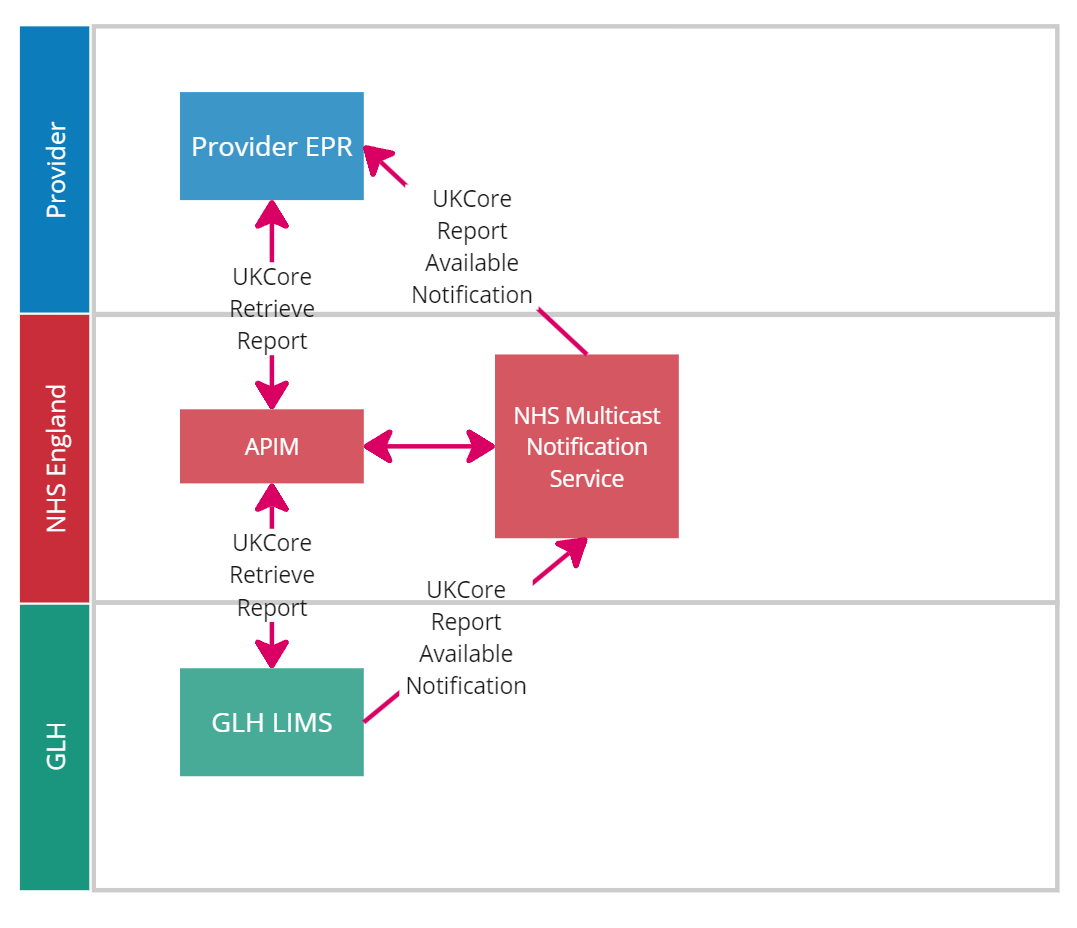 Provider
Provider EPR
UKCore
Report
Available
Notification
UKCore
Retrieve
Report
NHS England
APIM
NHS Multicast
Notification
Service
UKCore
Retrieve
Report
UKCore
Report
Available
Notification
GLH
GLH LIMS